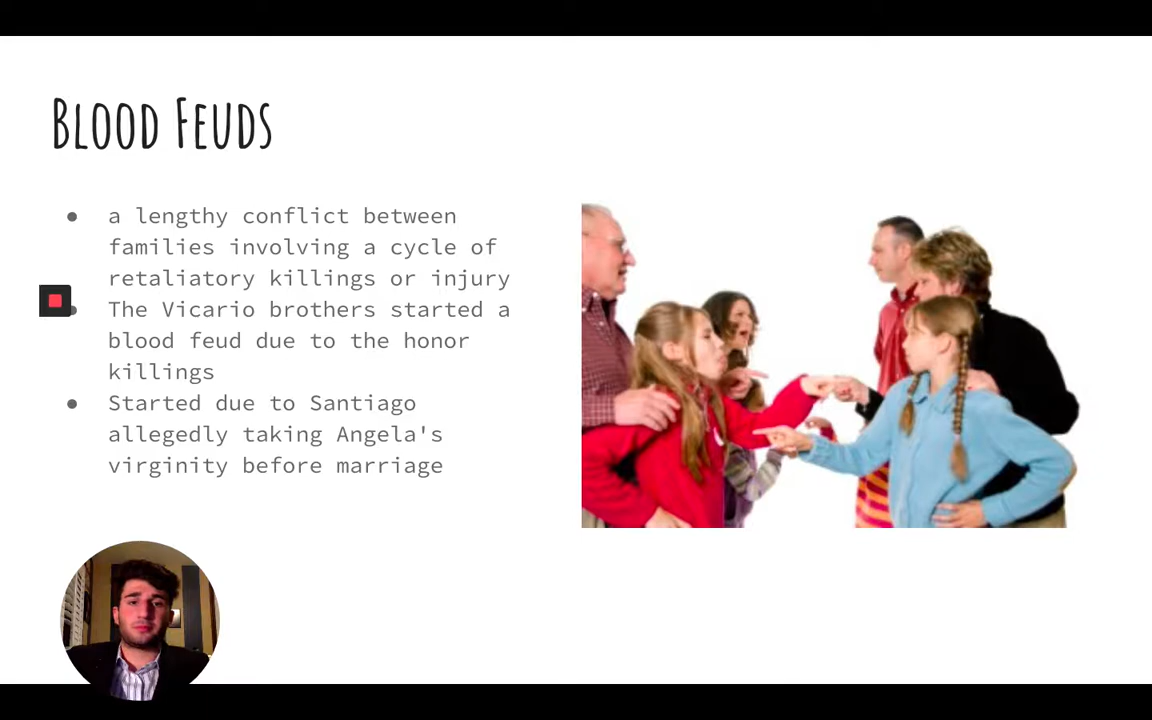 Blood Feuds
a lengthy conflict between
families involving a cycle of
retaliatory killings or injury
The Vicario brothers started a
blood feud due to the honor
killings
Started due to Santiago
allegedly taking Angela's
virginity before marriage